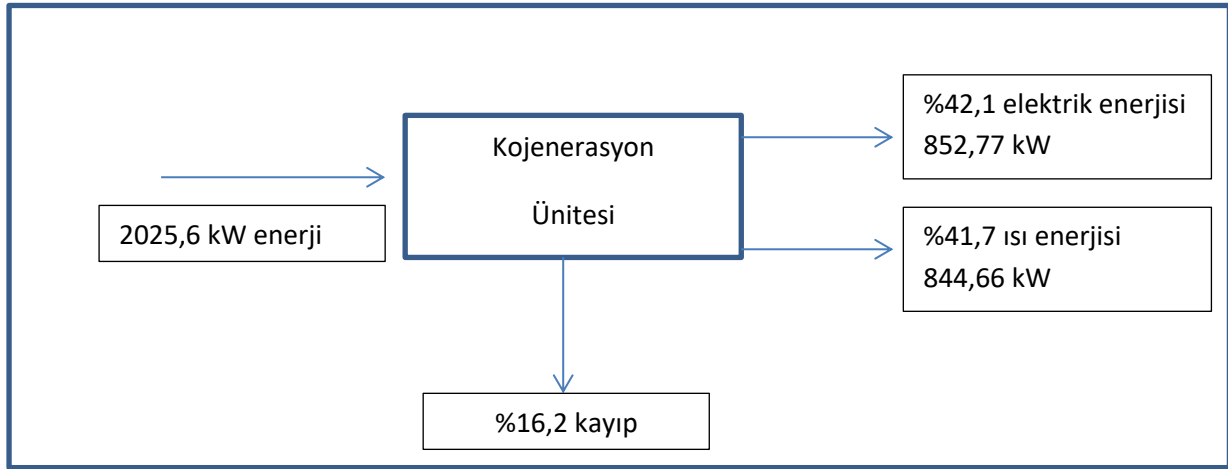 2025,6 kW enerji
Kojenerasyon
Ünitesi
%42,1 elektrik enerjisi
852,77 kW
%41,7 ısı enerjisi
844,66 kW
%16,2 kayıp